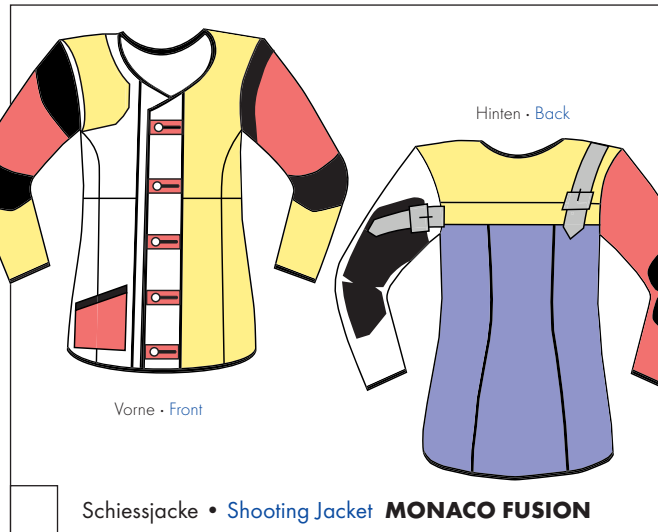 Hinten · Back
Vorne · Front
Schiessjacke • Shooting Jacket MONACO FUSION